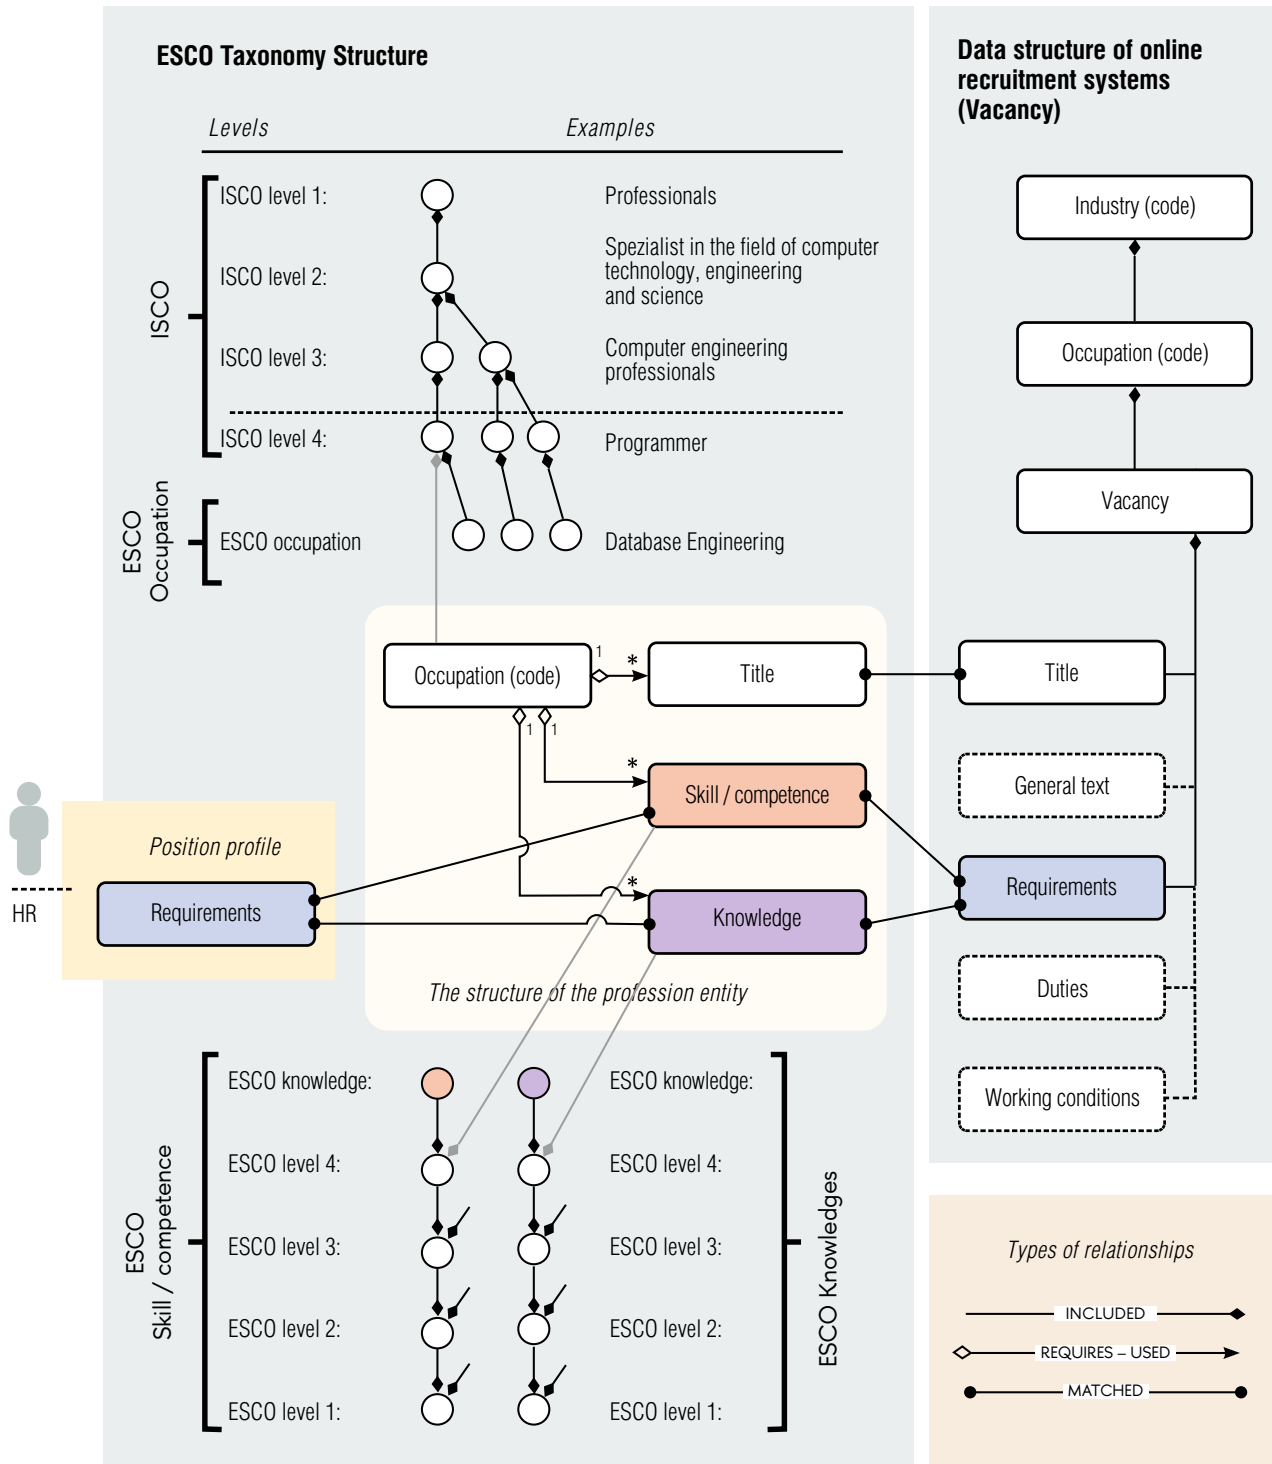 ESCO Taxonomy Structure
Levels
Examples
ISCO
ISCO level 1:
Professionals
ISCO level 2:
Spezialist in the field of computer
technology, engineering
and science
ISCO level 3:
Computer engineering
professionals
ISCO level 4:
Programmer
ESCO
Occupation
ESCO occupation
Database Engineering
Occupation (code)
1
*
Title
1
1
*
Skill / competence
*
Knowledge
The structure of the profession entity
HR
Position profile
Requirements
ESCO
Skill / competence
ESCO knowledge:
ESCO level 4:
ESCO level 3:
ESCO level 2:
ESCO level 1:
ESCO knowledge:
ESCO level 4:
ESCO level 3:
ESCO level 2:
ESCO level 1:
ESCO Knowledges
Data structure of online
recruitment systems
(Vacancy)
Industry (code)
Occupation (code)
Vacancy
Title
General text
Requirements
Duties
Working conditions
Types of relationships
INCLUDED
REQUIRES – USED
MATCHED